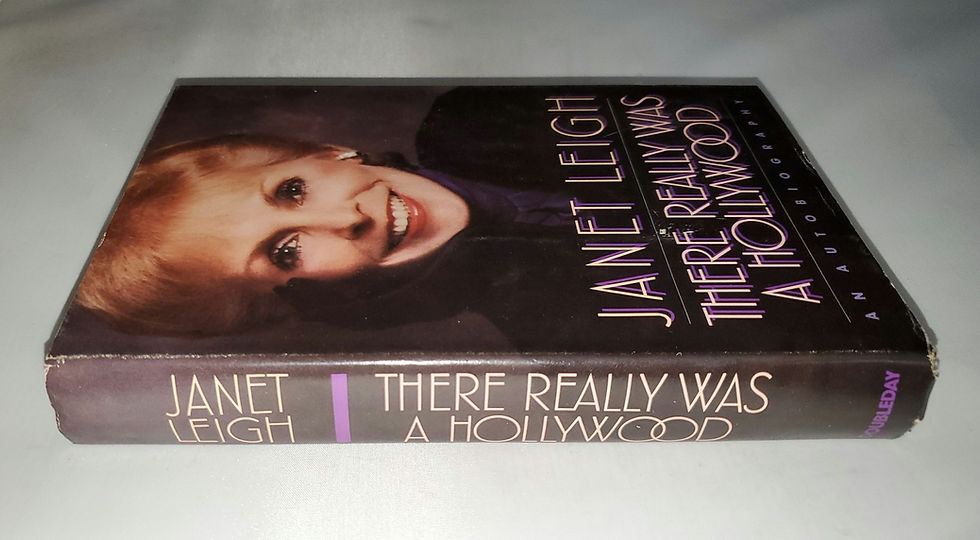 JANET LEIGH
THERE REALLY WAS
A HOLLYWOOD
AN AUTOBIOGRAPHY
JANET
LEIGH
THERE REALLY WAS
A HOLLYWOOD
DOUBLEDAY